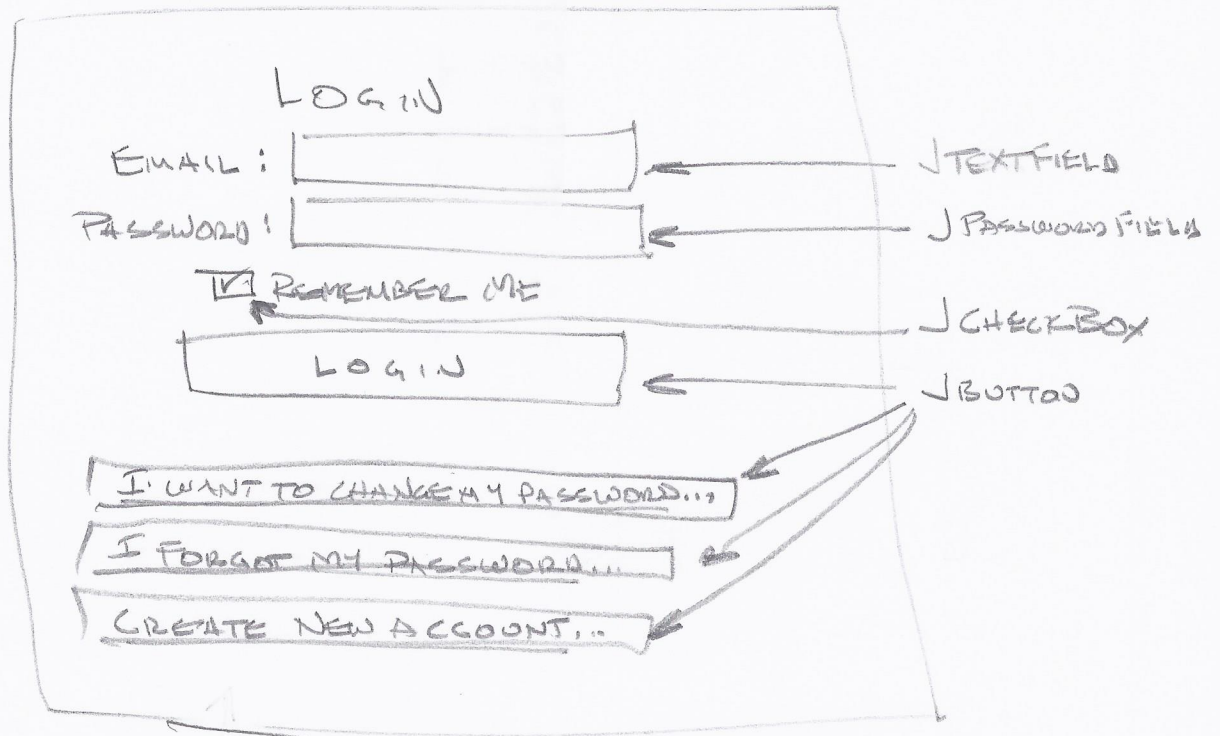 LOGIN
EMAIL: JTEXTFIELD
PASSWORD: JPASSWORDFIELD
REMEMBER ME
JCHECKBOX
LOGIN
JBUTTON
I WANT TO CHANGE MY PASSWORD...
I FORGOT MY PASSWORD...
CREATE NEW ACCOUNT...